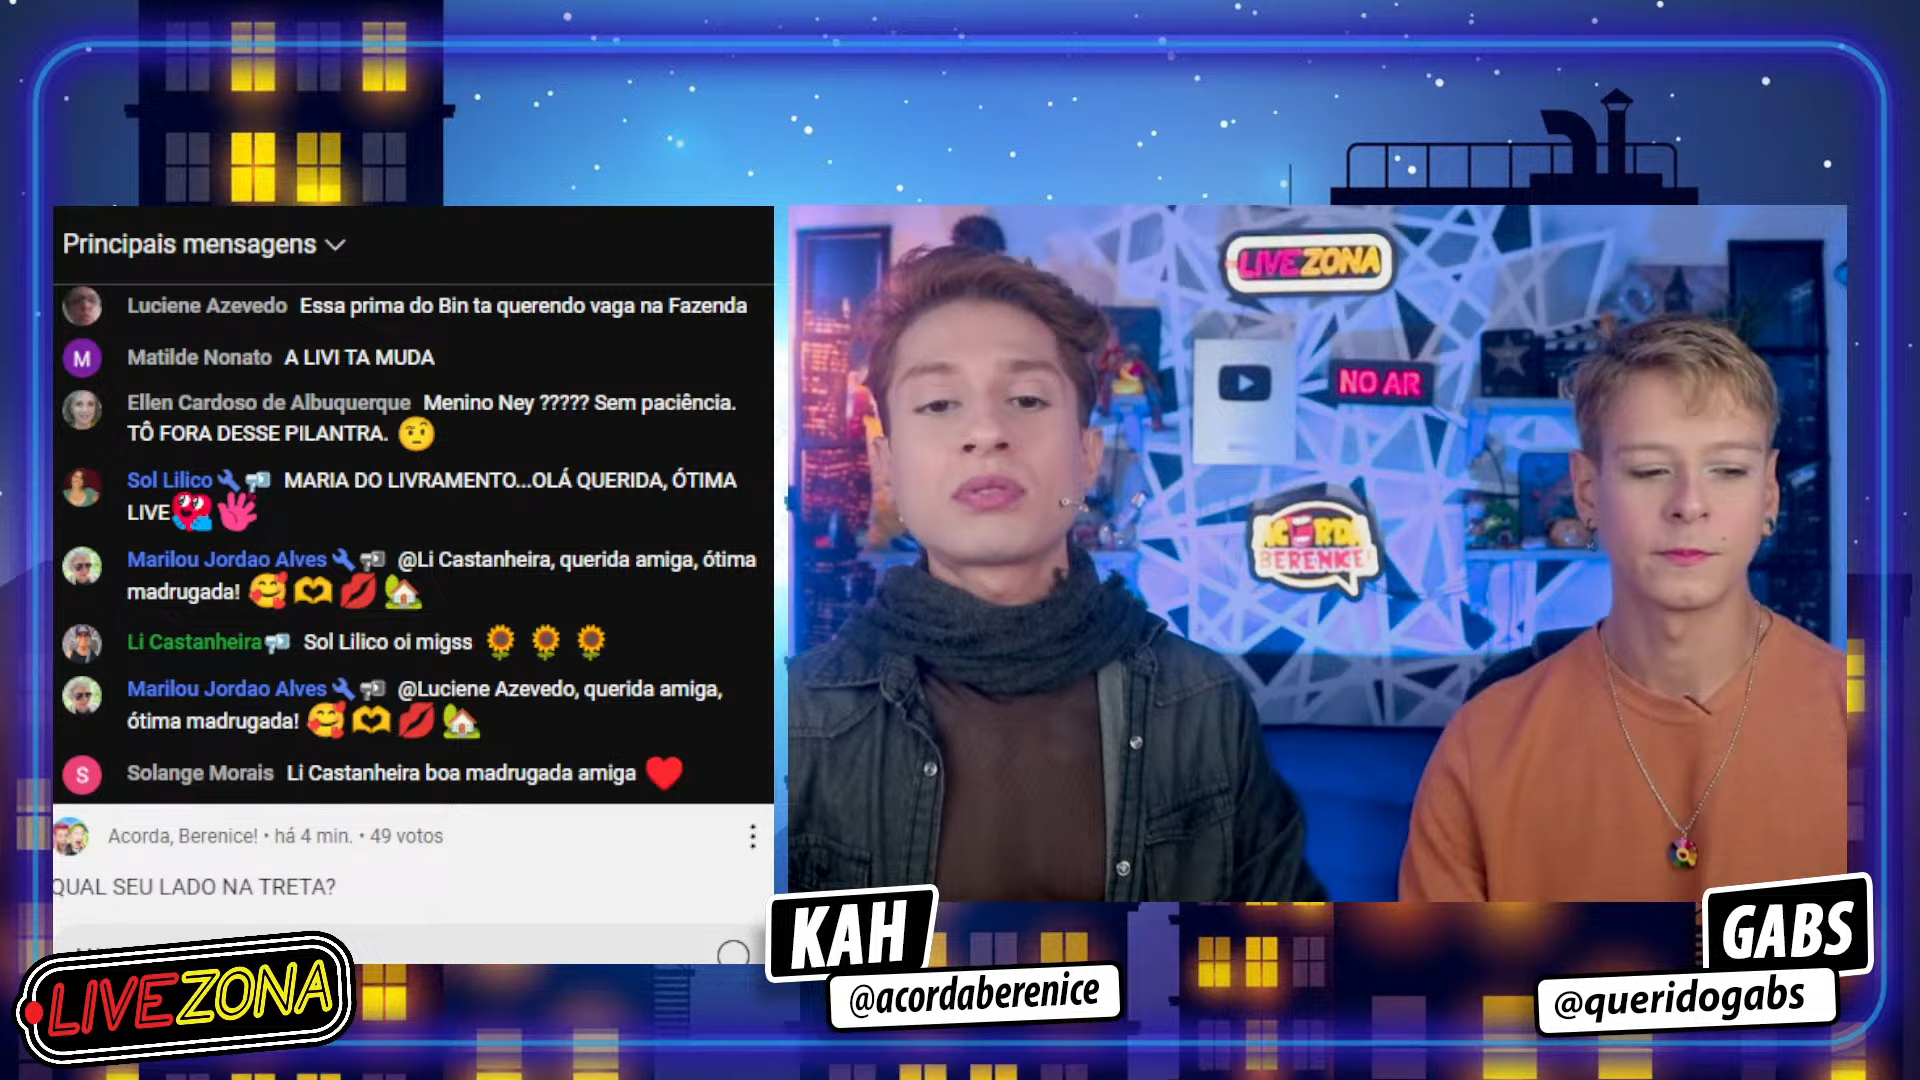 Principais mensagens
Luciene Azevedo Essa prima do Bin ta querendo vaga na Fazenda
M
Matilde Nonato A LIVI TA MUDA
Ellen Cardoso de Albuquerque Menino Ney ????? Sem paciência.
TÔ FORA DESSE PILANTRA. 🤨
Sol Lilico MARIA DO LIVRAMENTO...OLÁ QUERIDA, ÓTIMA
LIVE
Marilou Jordao Alves @Li Castanheira, querida amiga, ótima
madrugada! 🥰 🫶 💋 🏡
Li Castanheira Sol Lilico oi migss 🌻 🌻 🌻
Marilou Jordao Alves @Luciene Azevedo, querida amiga,
ótima madrugada! 🥰 🫶 💋 🏡
S
Solange Morais Li Castanheira boa madrugada amiga ❤️
Acorda, Berenice! • há 4 min. • 49 votos
QUAL SEU LADO NA TRETA?
LIVEZONA
LIVEZONA
NO AR
ACORDA
BERENICE!
KAH
@acordaberenice
GABS
@queridogabs